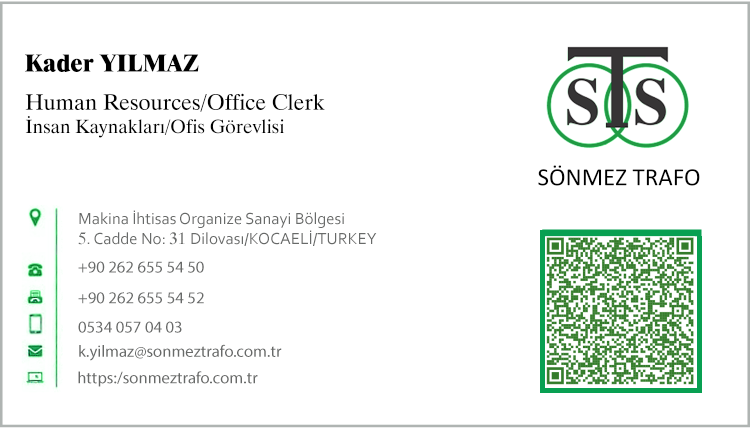 Kader YILMAZ
Human Resources/Office Clerk
İnsan Kaynakları/Ofis Görevlisi
STS
SÖNMEZ TRAFO
Makina İhtisas Organize Sanayi Bölgesi
5. Cadde No: 31 Dilovası/KOCAELİ/TURKEY
+90 262 655 54 50
+90 262 655 54 52
0534 057 04 03
k.yilmaz@sonmeztrafo.com.tr
https:/sonmeztrafo.com.tr